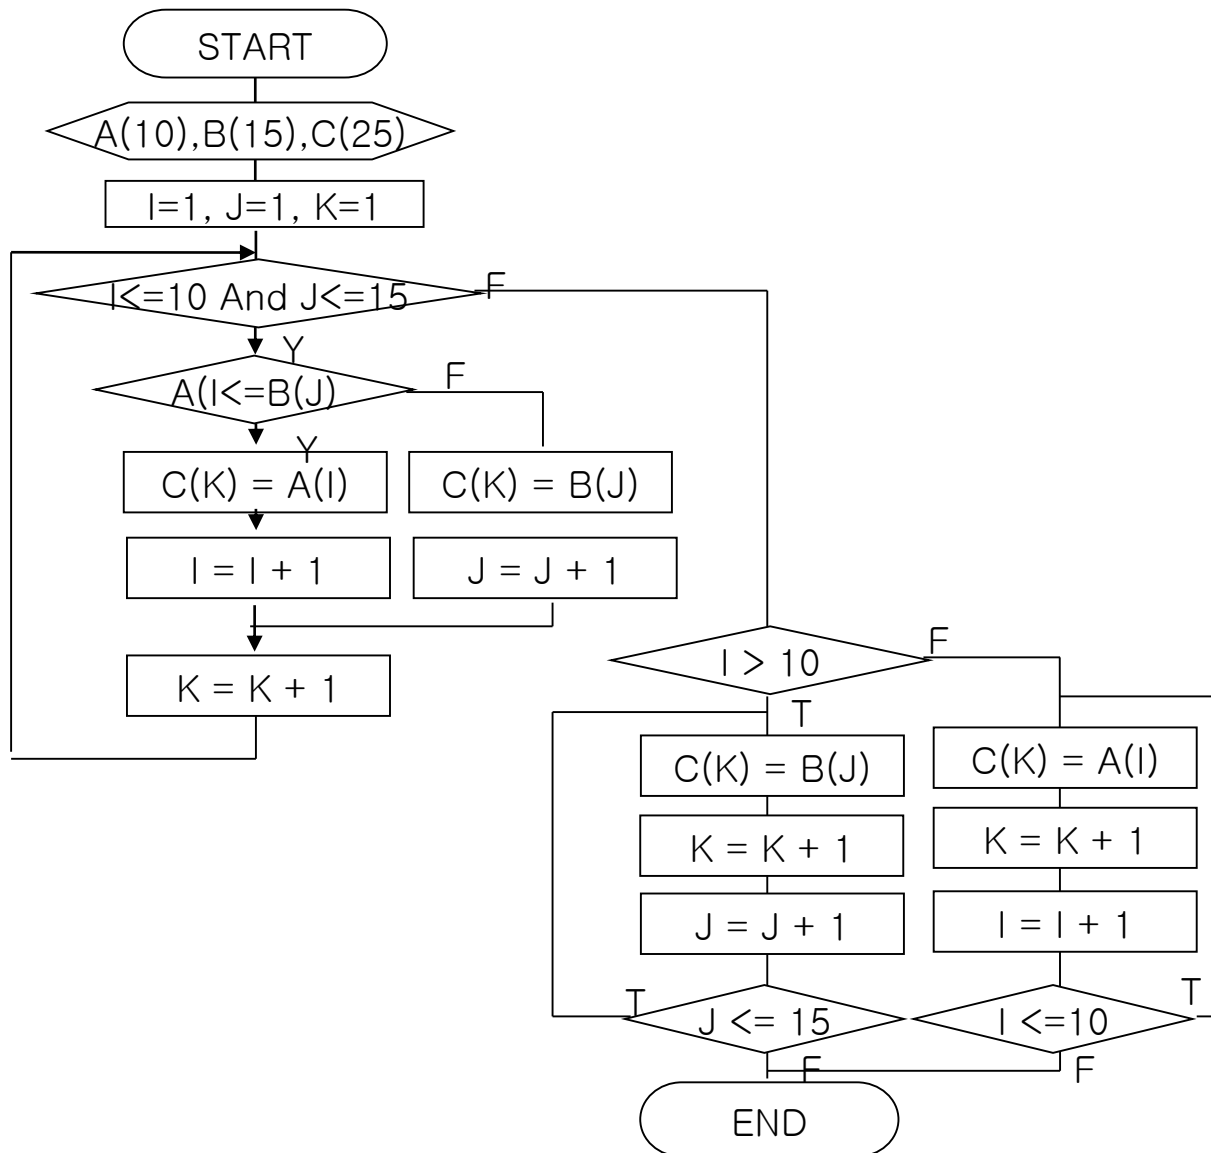 START
A(10),B(15),C(25)
I=1, J=1, K=1
I<=10 And J<=15
F
Y
A(I<=B(J)
F
Y
C(K) = A(I)
C(K) = B(J)
I = I + 1
J = J + 1
K = K + 1
I > 10
F
T
C(K) = B(J)
C(K) = A(I)
K = K + 1
K = K + 1
J = J + 1
I = I + 1
T
J <= 15
I <=10
T
F
F
END